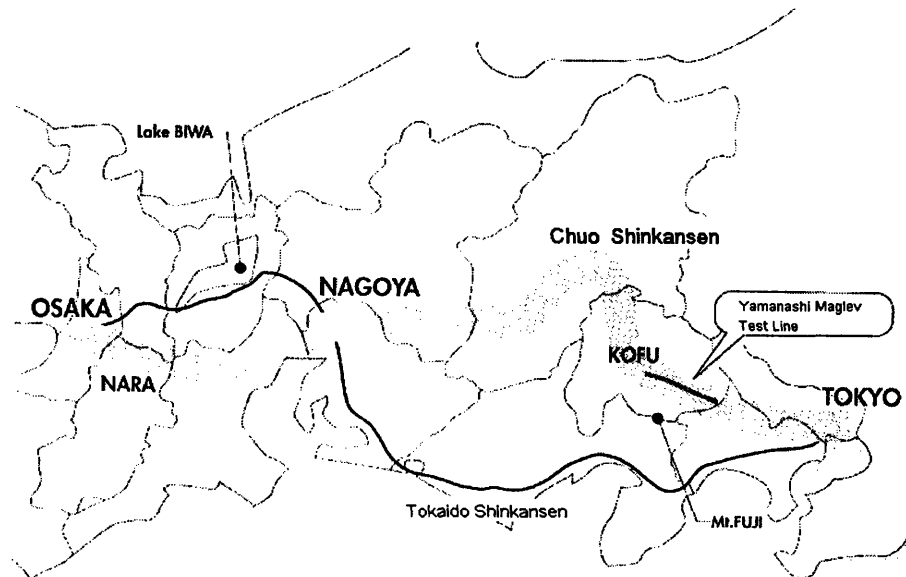 Lake BIWA
Chuo Shinkansen
NAGOYA
OSAKA
Yamanashi Maglev
Test Line
KOFU
NARA
TOKYO
Tokaido Shinkansen
Mt.FUJI